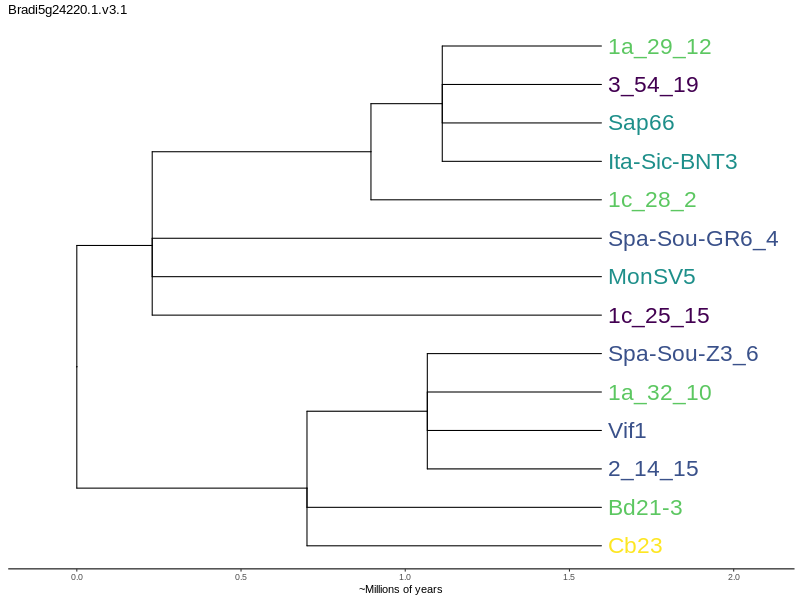 Bradi5g24220.1.v3.1
1a_29_12
3_54_19
Sap66
Ita-Sic-BNT3
1c_28_2
Spa-Sou-GR6_4
MonSV5
1c_25_15
Spa-Sou-Z3_6
1a_32_10
Vif1
2_14_15
Bd21-3
Cb23
0.0 0.5 1.0 1.5 2.0
~Millions of years